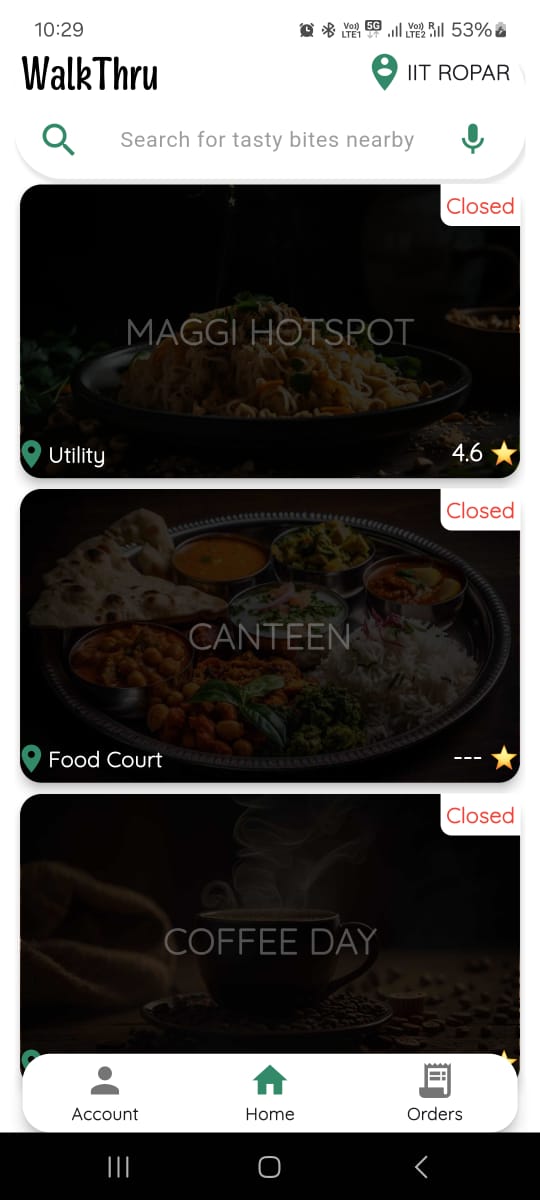 10:29 Vo)) LTE1 5G Vo)) LTE2 R 53%
WalkThru
IIT ROPAR
Search for tasty bites nearby
Closed
MAGGI HOTSPOT
Utility 4.6
Closed
CANTEEN
Food Court ---
Closed
COFFEE DAY
Account Home Orders